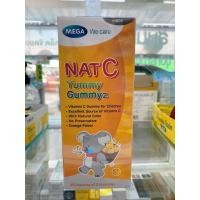 MEGA We care
NAT C
Yummy
Gummyz
• Vitamin C Gummy for Children
• Excellent Source of Vitamin C
• With Natural Color
• No Preservative
• Orange Flavor